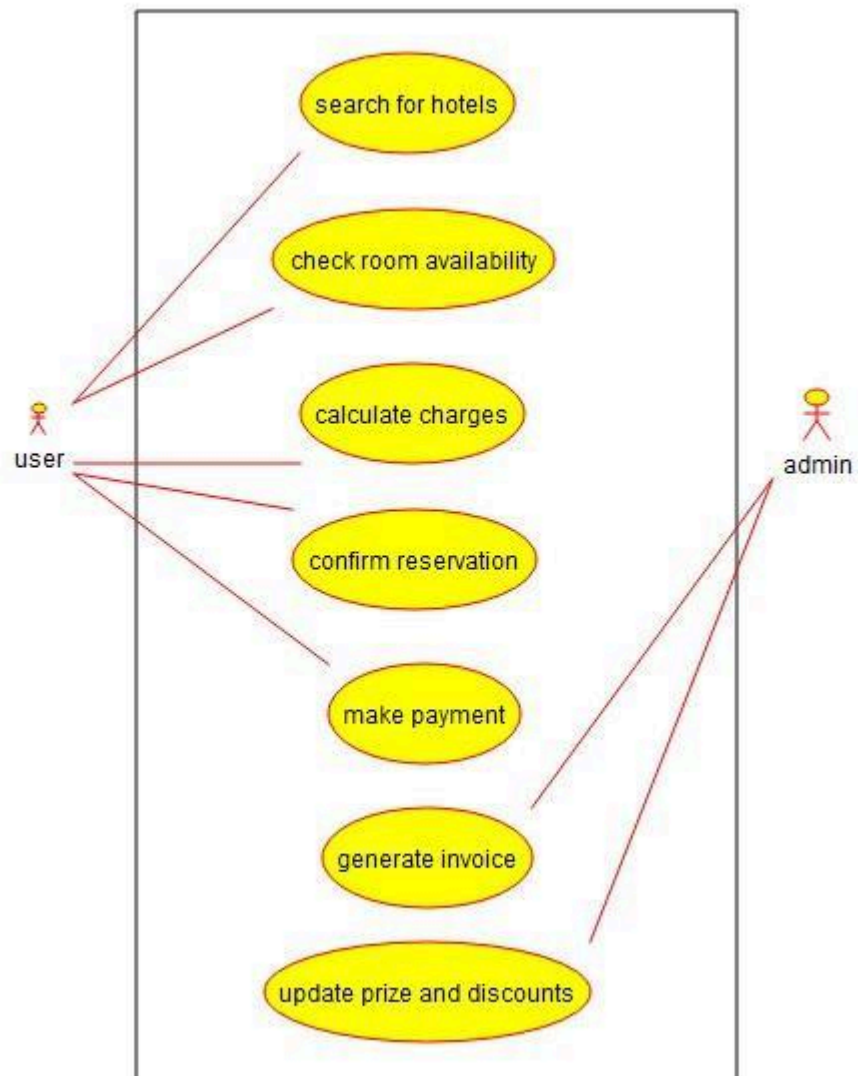 search for hotels
check room availability
calculate charges
user
admin
confirm reservation
make payment
generate invoice
update prize and discounts